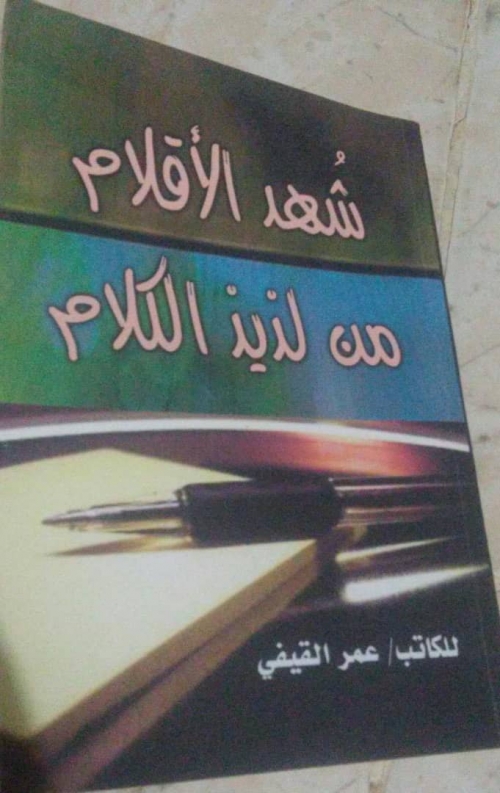 شُهد الأقلام
من لذيذ الكلام
للكاتب/ عمر القيفي